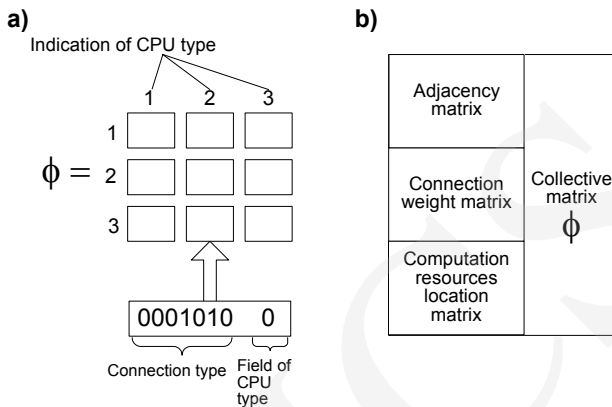 a)
Indication of CPU type
1 2 3
1
ϕ = 2
3
0001010 0
Connection type
Field of
CPU
type
b)
Adjacency
matrix
Connection
weight matrix
Computation
resources
location
matrix
Collective
matrix
ϕ